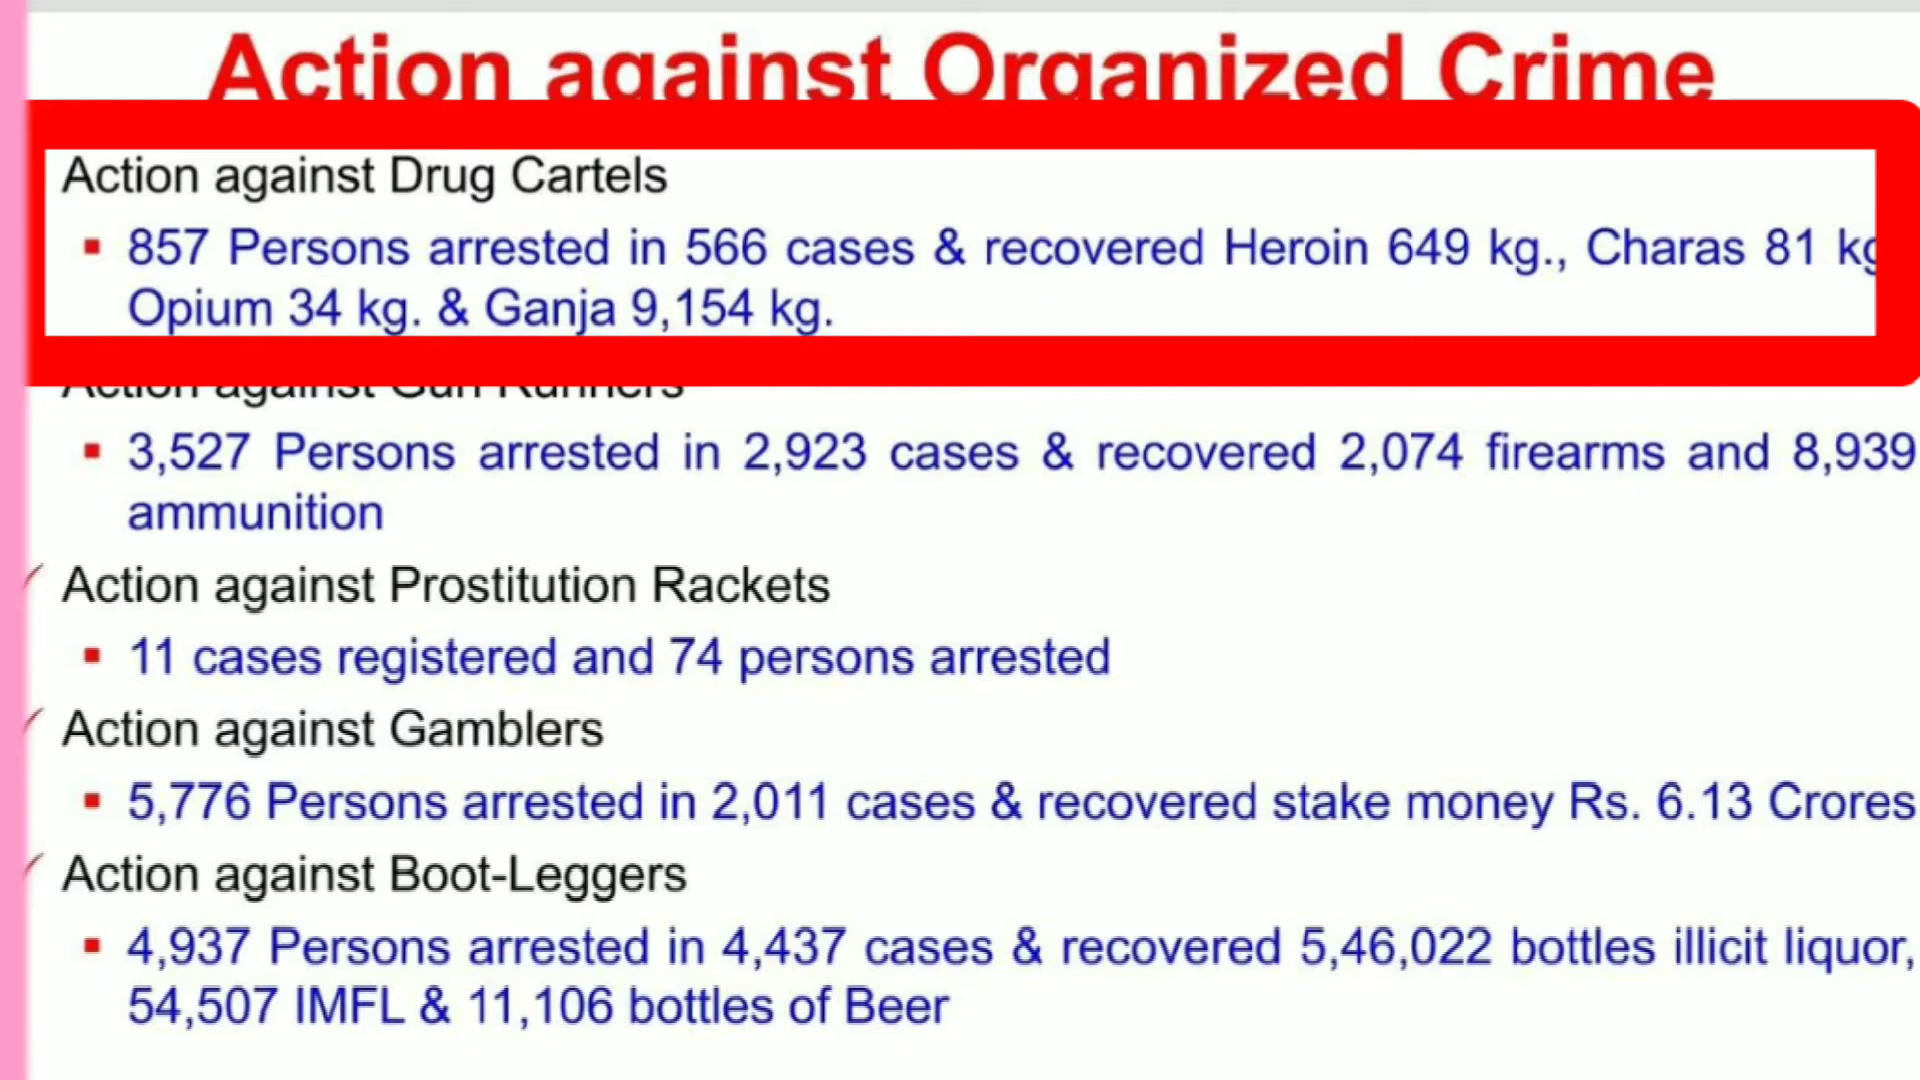 Action against Organized Crime
Action against Drug Cartels
857 Persons arrested in 566 cases & recovered Heroin 649 kg., Charas 81 kg
Opium 34 kg. & Ganja 9,154 kg.
Action against Gun Runners
3,527 Persons arrested in 2,923 cases & recovered 2,074 firearms and 8,939
ammunition
Action against Prostitution Rackets
11 cases registered and 74 persons arrested
Action against Gamblers
5,776 Persons arrested in 2,011 cases & recovered stake money Rs. 6.13 Crores
Action against Boot-Leggers
4,937 Persons arrested in 4,437 cases & recovered 5,46,022 bottles illicit liquor,
54,507 IMFL & 11,106 bottles of Beer